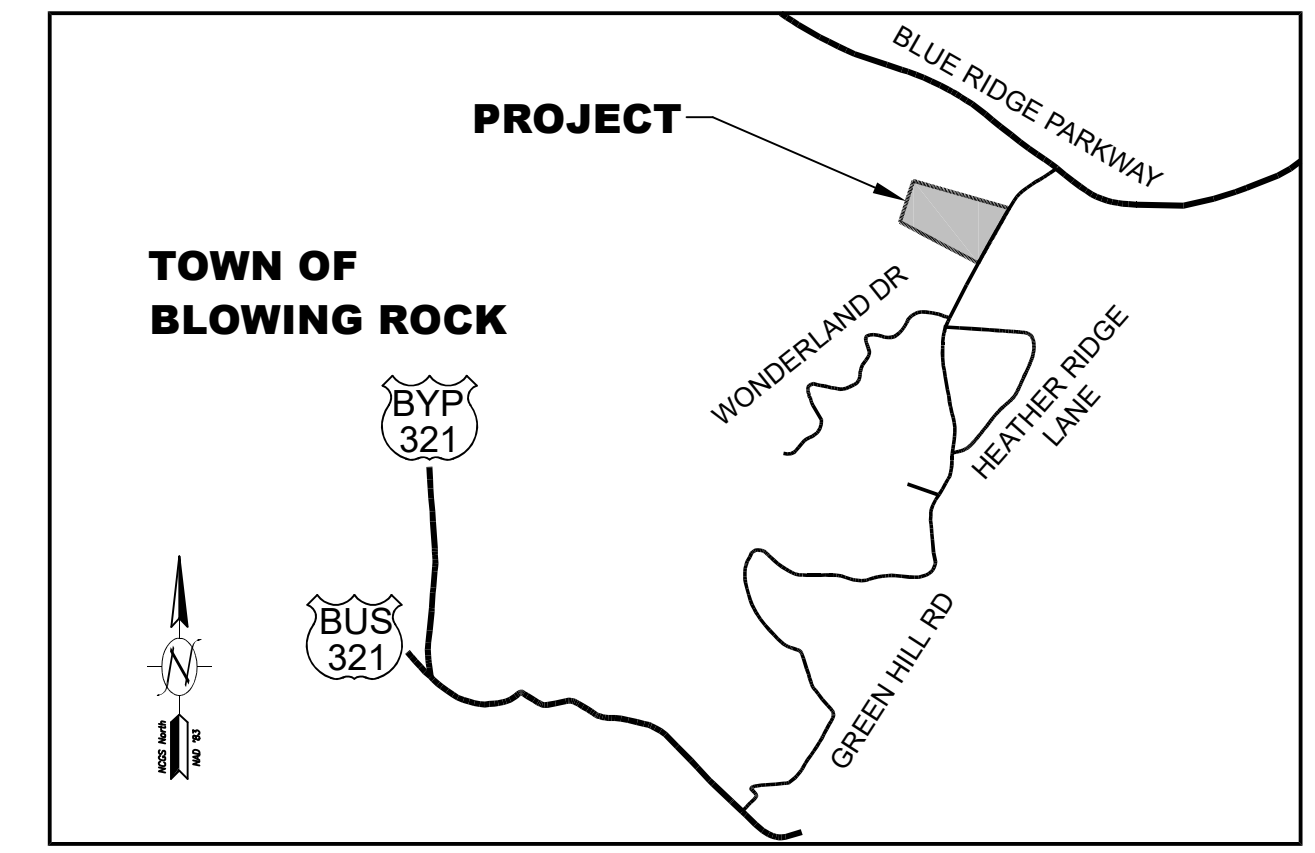 BLUE RIDGE PARKWAY
PROJECT
TOWN OF
BLOWING ROCK
WONDERLAND DR
HEATHER RIDGE
LANE
BYP
321
BUS
321
GREEN HILL RD
N
NCGS North
NAD '83